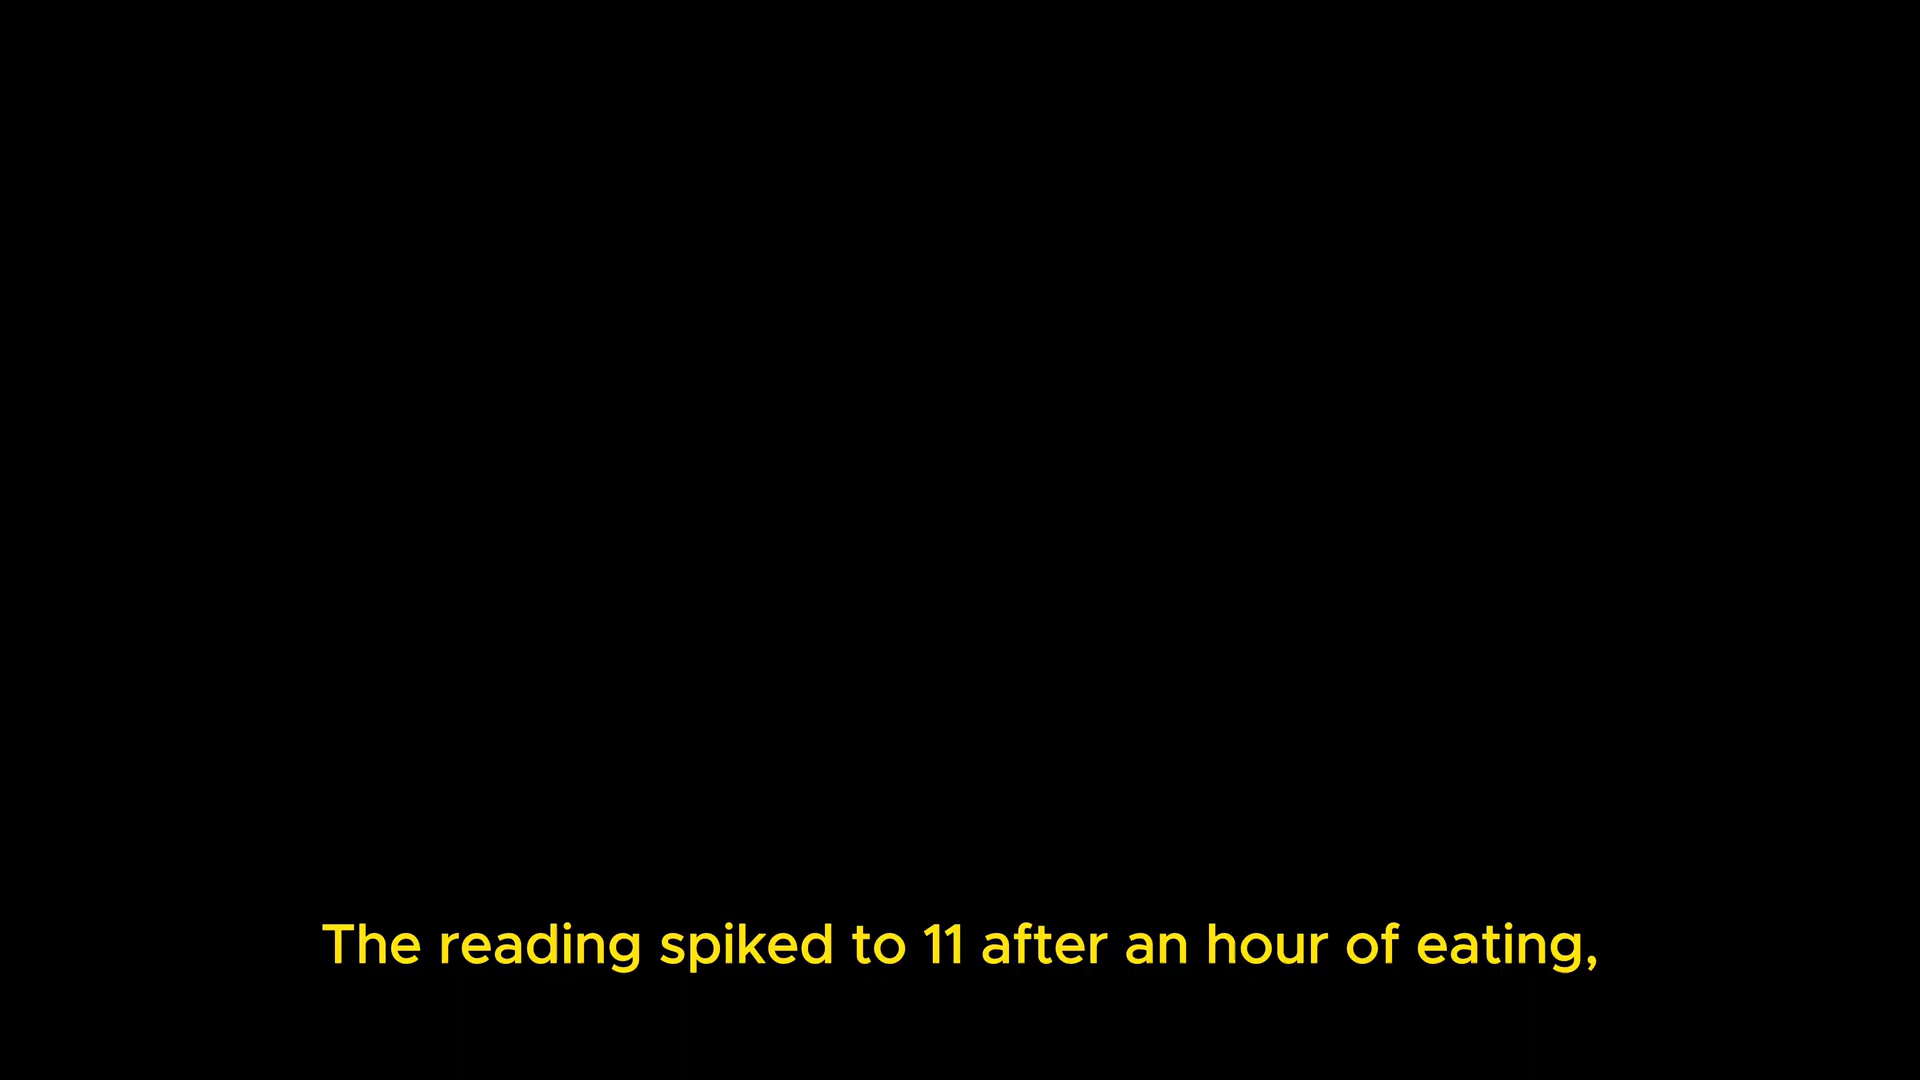 The reading spiked to 11 after an hour of eating,